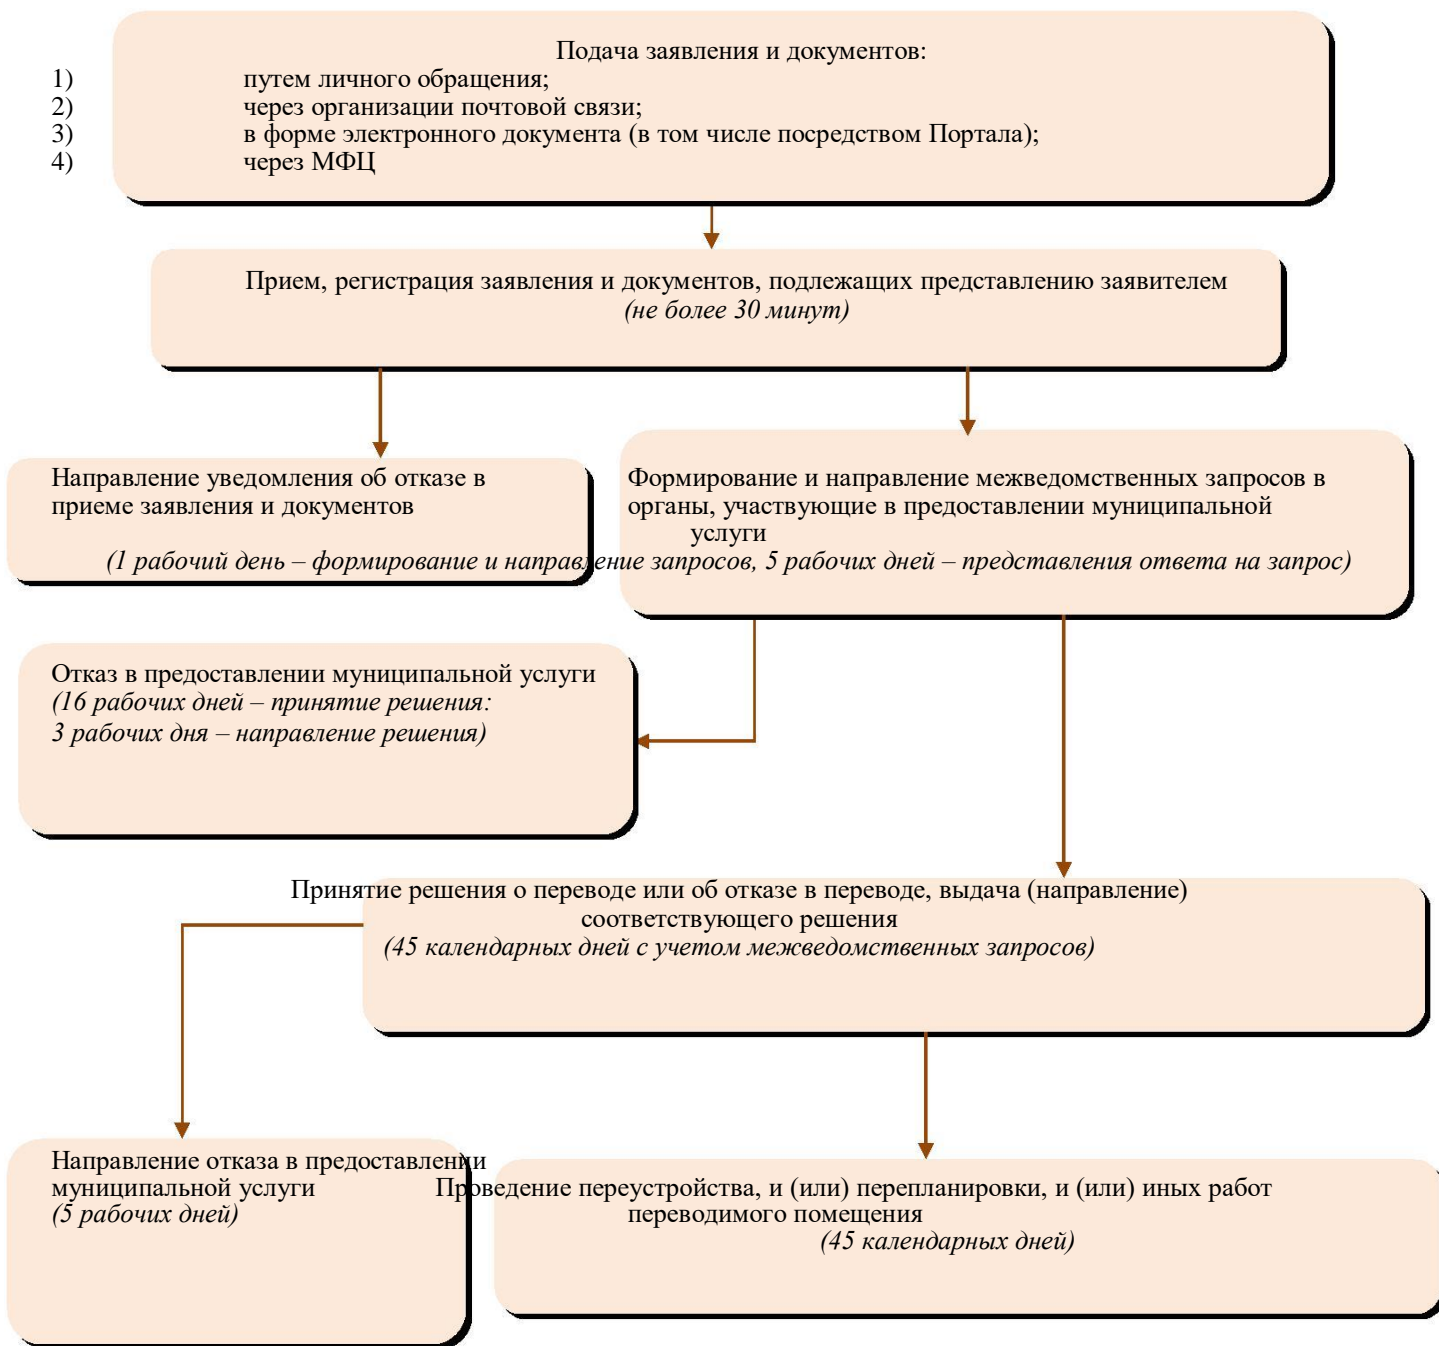 Подача заявления и документов:
1) путем личного обращения;
2) через организации почтовой связи;
3) в форме электронного документа (в том числе посредством Портала);
4) через МФЦ
Прием, регистрация заявления и документов, подлежащих представлению заявителем
(не более 30 минут)
Направление уведомления об отказе в
приеме заявления и документов
Формирование и направление межведомственных запросов в
органы, участвующие в предоставлении муниципальной
услуги
(1 рабочий день – формирование и направление запросов, 5 рабочих дней – представления ответа на запрос)
Отказ в предоставлении муниципальной услуги
(16 рабочих дней – принятие решения:
3 рабочих дня – направление решения)
Принятие решения о переводе или об отказе в переводе, выдача (направление)
соответствующего решения
(45 календарных дней с учетом межведомственных запросов)
Направление отказа в предоставлении
муниципальной услуги
(5 рабочих дней)
Проведение переустройства, и (или) перепланировки, и (или) иных работ
переводимого помещения
(45 календарных дней)